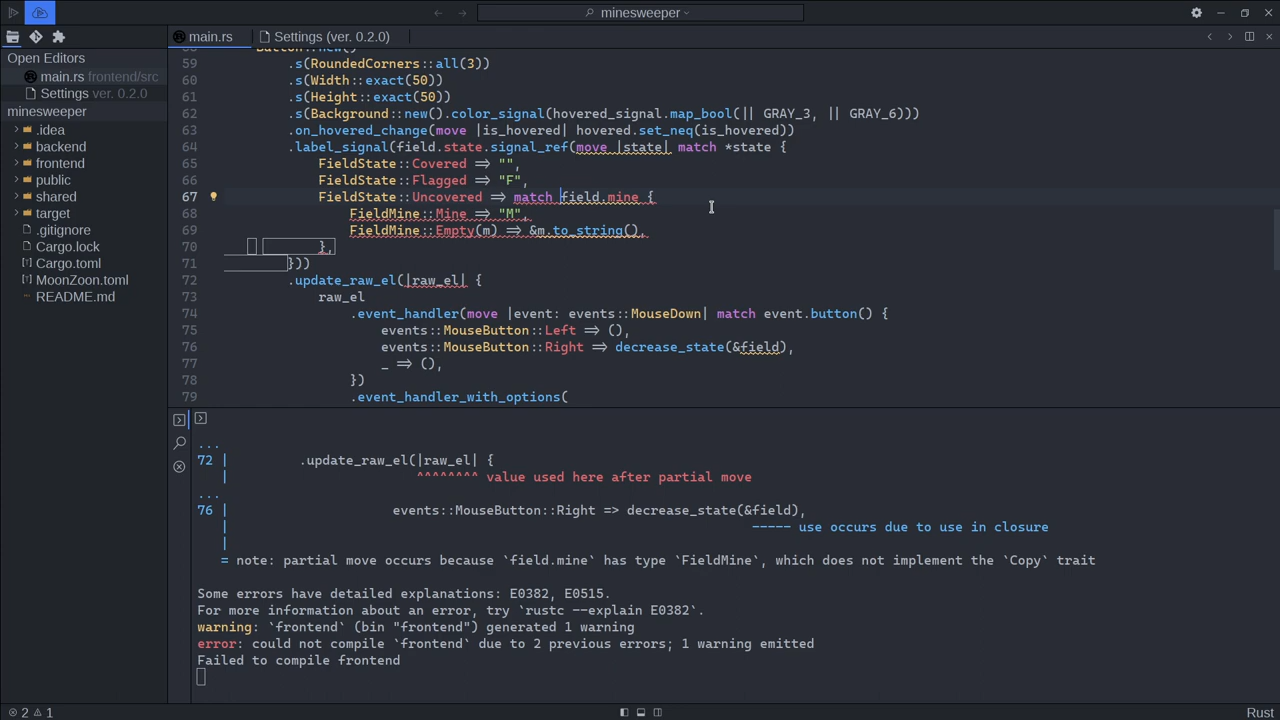 minesweeper
main.rs
Settings (ver. 0.2.0)
Open Editors
main.rs frontend/src
Settings ver. 0.2.0
minesweeper
.idea
backend
frontend
public
shared
target
.gitignore
Cargo.lock
Cargo.toml
MoonZoon.toml
README.md
59 .s(RoundedCorners::all(3))
60 .s(Width::exact(50))
61 .s(Height::exact(50))
62 .s(Background::new().color_signal(hovered_signal.map_bool(|| GRAY_3, || GRAY_6)))
63 .on_hovered_change(move |is_hovered| hovered.set_neq(is_hovered))
64 .label_signal(field.state.signal_ref(move |state| match *state {
65 FieldState::Covered => "",
66 FieldState::Flagged => "F",
67 FieldState::Uncovered => match field.mine {
68 FieldMine::Mine => "M",
69 FieldMine::Empty(m) => &m.to_string(),
70 },
71 }))
72 .update_raw_el(|raw_el| {
73 raw_el
74 .event_handler(move |event: events::MouseDown| match event.button() {
75 events::MouseButton::Left => (),
76 events::MouseButton::Right => decrease_state(&field),
77 _ => (),
78 })
79 .event_handler_with_options(
...
72 | .update_raw_el(|raw_el| {
| ^^^^^^^^ value used here after partial move
...
76 | events::MouseButton::Right => decrease_state(&field),
| ----- use occurs due to use in closure
|
= note: partial move occurs because `field.mine` has type `FieldMine`, which does not implement the `Copy` trait
Some errors have detailed explanations: E0382, E0515.
For more information about an error, try `rustc --explain E0382`.
warning: `frontend` (bin "frontend") generated 1 warning
error: could not compile `frontend` due to 2 previous errors; 1 warning emitted
Failed to compile frontend
2 1
Rust